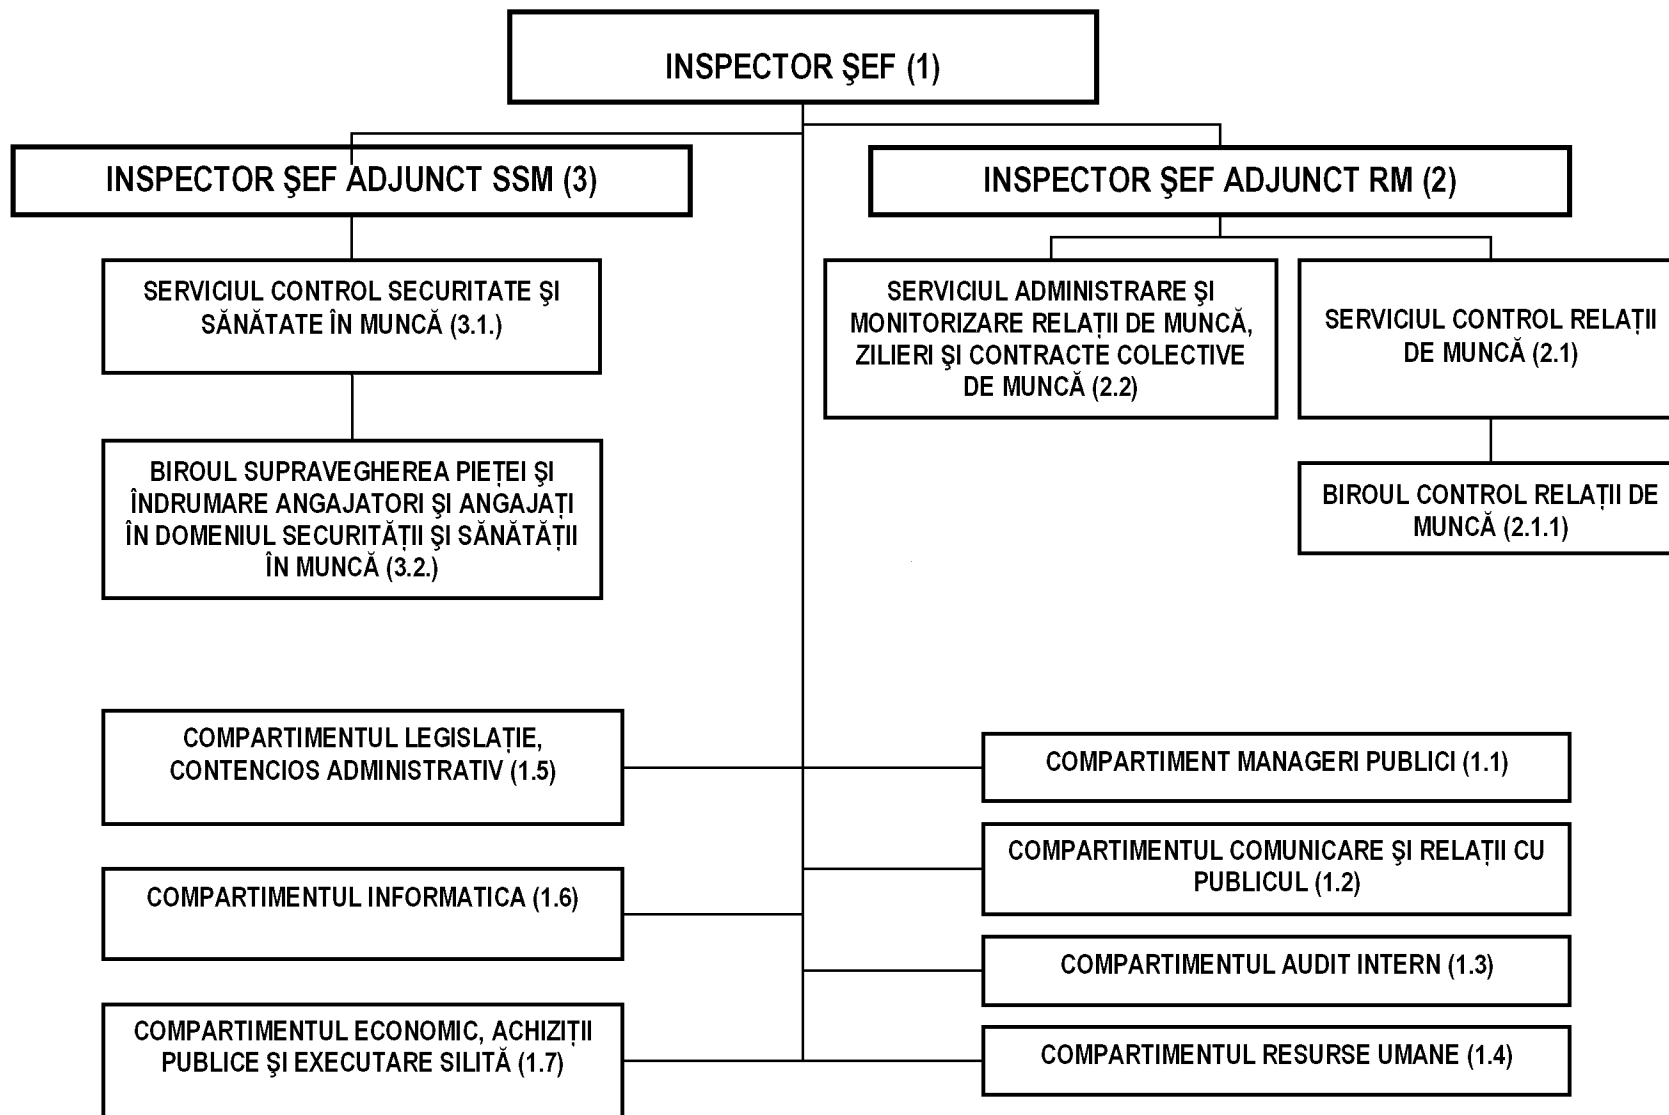 INSPECTOR ŞEF (1)
INSPECTOR ŞEF ADJUNCT SSM (3)
INSPECTOR ŞEF ADJUNCT RM (2)
SERVICIUL CONTROL SECURITATE ŞI
SĂNĂTATE ÎN MUNCĂ (3.1.)
SERVICIUL ADMINISTRARE ŞI
MONITORIZARE RELAȚII DE MUNCĂ,
ZILIERI ŞI CONTRACTE COLECTIVE
DE MUNCĂ (2.2)
SERVICIUL CONTROL RELAȚII
DE MUNCĂ (2.1)
BIROUL SUPRAVEGHEREA PIEȚEI ŞI
ÎNDRUMARE ANGAJATORI ŞI ANGAJAȚI
ÎN DOMENIUL SECURITĂȚII ŞI SĂNĂTĂȚII
ÎN MUNCĂ (3.2.)
BIROUL CONTROL RELAȚII DE
MUNCĂ (2.1.1)
COMPARTIMENTUL LEGISLAȚIE,
CONTENCIOS ADMINISTRATIV (1.5)
COMPARTIMENT MANAGERI PUBLICI (1.1)
COMPARTIMENTUL COMUNICARE ŞI RELAȚII CU
PUBLICUL (1.2)
COMPARTIMENTUL INFORMATICA (1.6)
COMPARTIMENTUL AUDIT INTERN (1.3)
COMPARTIMENTUL ECONOMIC, ACHIZIȚII
PUBLICE ŞI EXECUTARE SILITĂ (1.7)
COMPARTIMENTUL RESURSE UMANE (1.4)